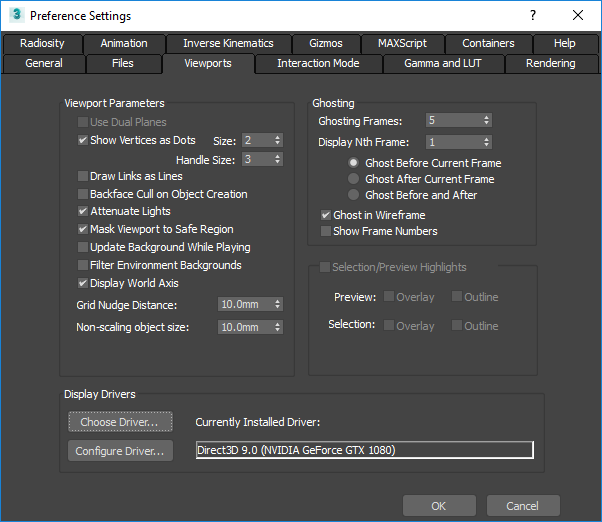 3 Preference Settings ?
Radiosity Animation Inverse Kinematics Gizmos MAXScript Containers Help
General Files Viewports Interaction Mode Gamma and LUT Rendering
Viewport Parameters
Use Dual Planes
Show Vertices as Dots Size: 2
Handle Size: 3
Draw Links as Lines
Backface Cull on Object Creation
Attenuate Lights
Mask Viewport to Safe Region
Update Background While Playing
Filter Environment Backgrounds
Display World Axis
Grid Nudge Distance: 10.0mm
Non-scaling object size: 10.0mm
Ghosting
Ghosting Frames: 5
Display Nth Frame: 1
Ghost Before Current Frame
Ghost After Current Frame
Ghost Before and After
Ghost in Wireframe
Show Frame Numbers
Selection/Preview Highlights
Preview: Overlay Outline
Selection: Overlay Outline
Display Drivers
Choose Driver... Currently Installed Driver:
Configure Driver... Direct3D 9.0 (NVIDIA GeForce GTX 1080)
OK Cancel